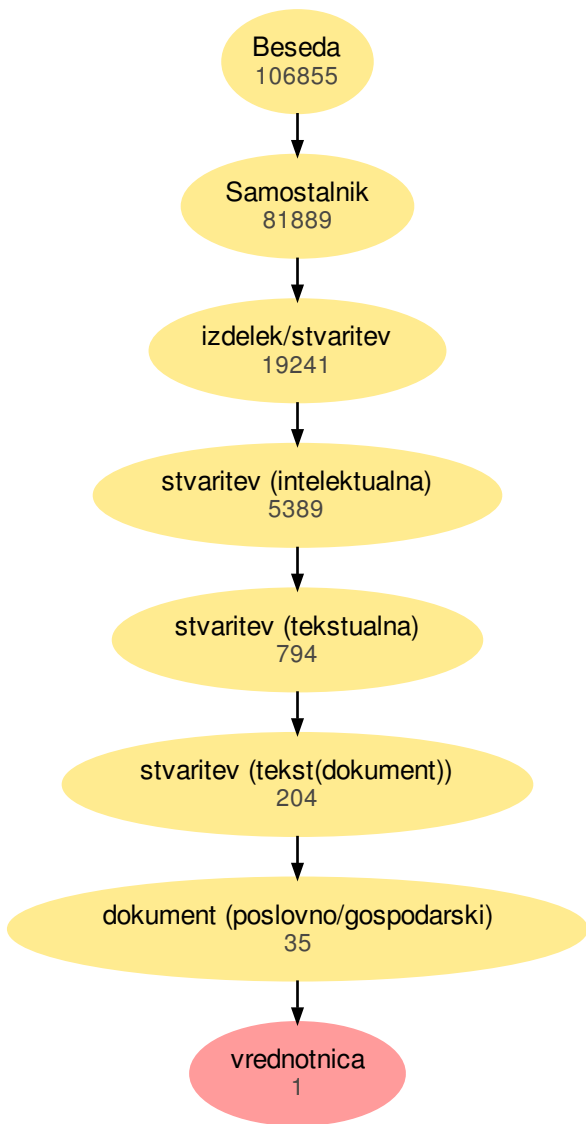 Beseda
106855
Samostalnik
81889
izdelek/stvaritev
19241
stvaritev (intelektualna)
5389
stvaritev (tekstualna)
794
stvaritev (tekst(dokument))
204
dokument (poslovno/gospodarski)
35
vrednotnica
1